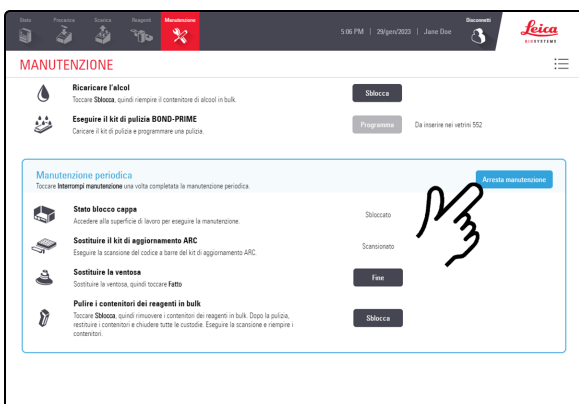 Stato Procarica Scarica Reagenti Manutenzione
5:06 PM | 29/gen/2023 | Jane Doe
Disconnetti
Leica
BIOSYSTEMS
MANUTENZIONE
Ricaricare l'alcol
Toccare Sblocca, quindi riempire il contenitore di alcool in bulk.
Sblocca
Eseguire il kit di pulizia BOND-PRIME
Caricare il kit di pulizia e programmare una pulizia.
Programma
Da inserire nei vetrini 552
Manutenzione periodica
Toccare Interrompi manutenzione una volta completata la manutenzione periodica.
Arresta manutenzione
Stato blocco cappa
Accedere alla superficie di lavoro per eseguire la manutenzione.
Sbloccato
Sostituire il kit di aggiornamento ARC
Eseguire la scansione del codice a barre del kit di aggiornamento ARC.
Scansionato
Sostituire la ventosa
Sostituire la ventosa, quindi toccare Fatto
Fine
Pulire i contenitori dei reagenti in bulk
Toccare Sblocca, quindi rimuovere i contenitori dei reagenti in bulk. Dopo la pulizia,
restituire i contenitori e chiudere tutte le custodie. Eseguire la scansione e riempire i
contenitori.
Sblocca